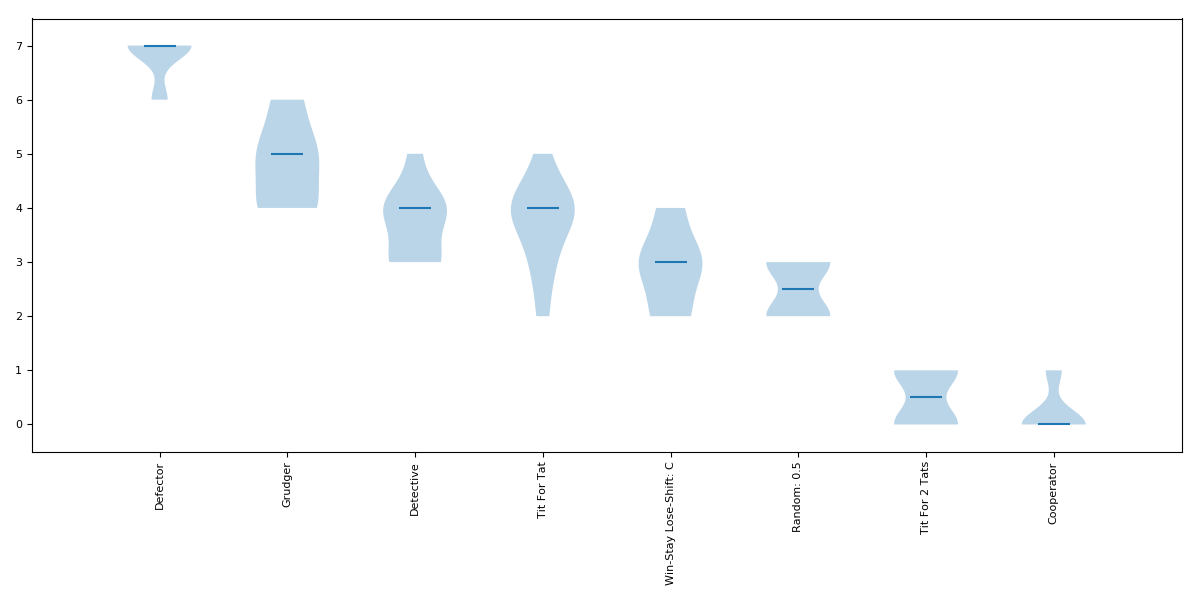 7
6
5
4
3
2
1
0
Defector
Grudger
Detective
Tit For Tat
Win-Stay Lose-Shift: C
Random: 0.5
Tit For 2 Tats
Cooperator